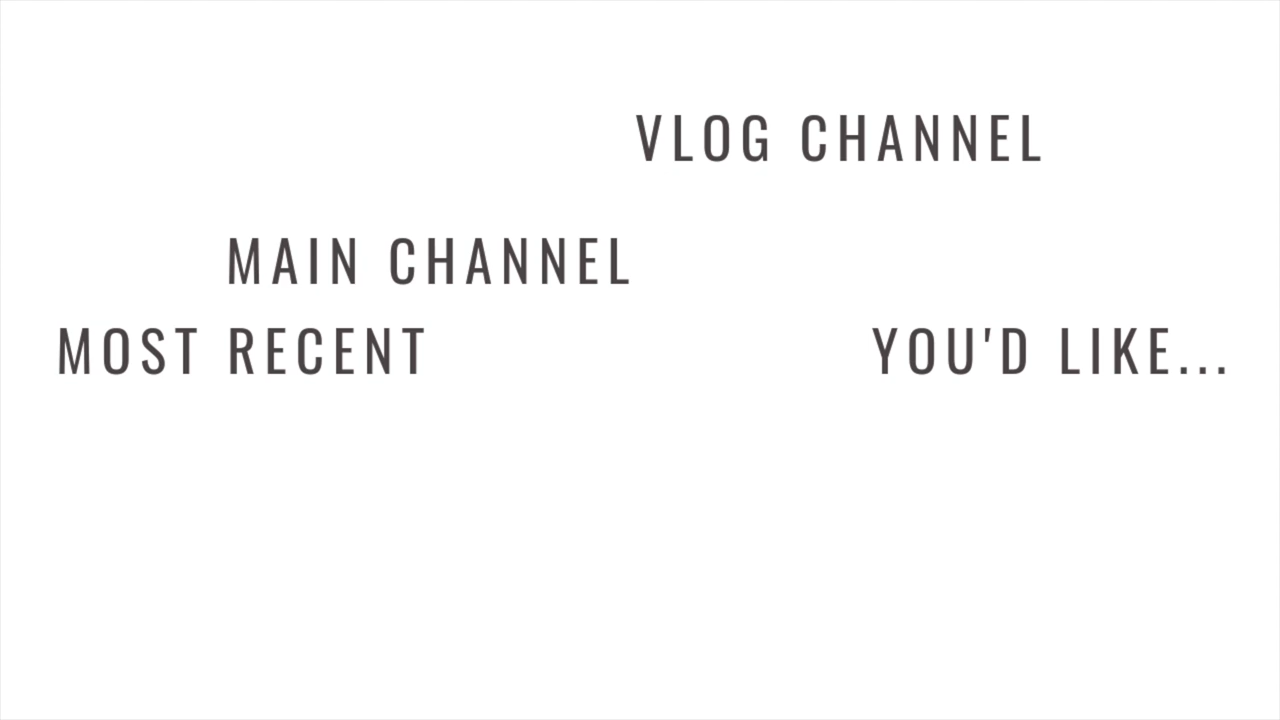 VLOG CHANNEL
MAIN CHANNEL
MOST RECENT
YOU'D LIKE...